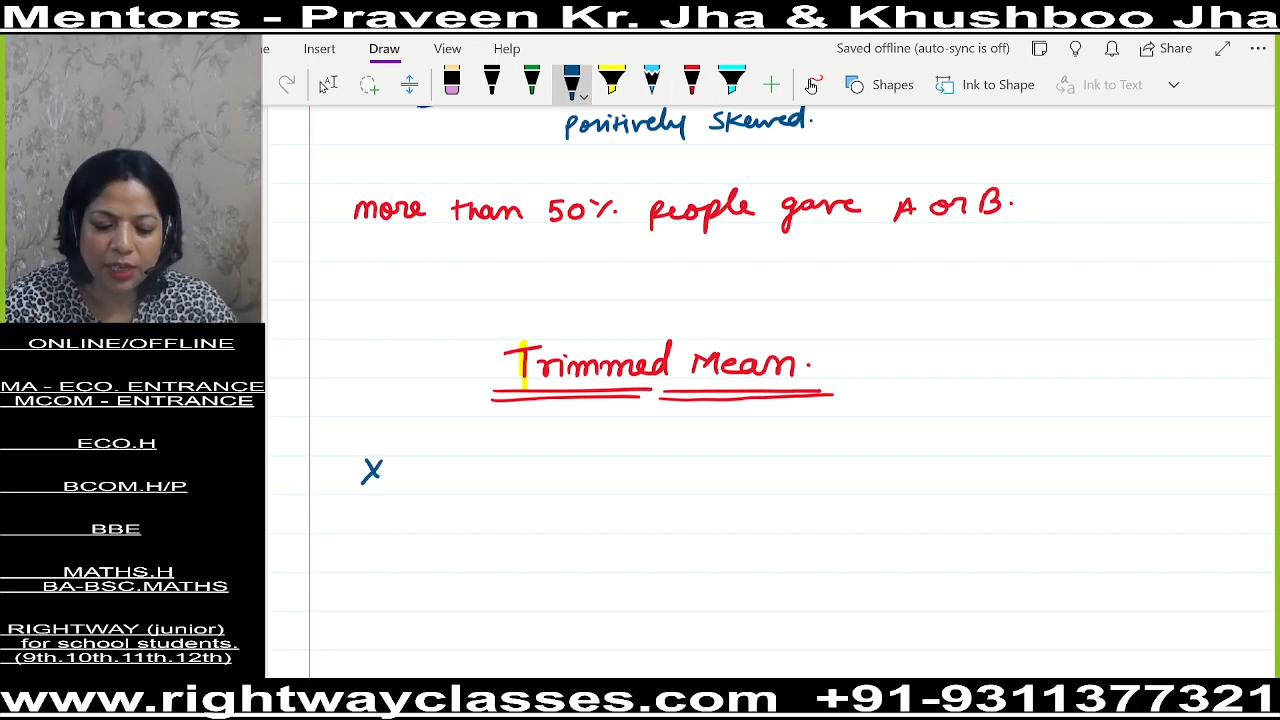 Mentors - Praveen Kr. Jha & Khushboo Jha
Insert Draw View Help
Saved offline (auto-sync is off) Share
Shapes Ink to Shape Ink to Text
positively skewed.
more than 50% people gave A or B.
Trimmed Mean.
X
ONLINE/OFFLINE
MA - ECO. ENTRANCE
MCOM - ENTRANCE
ECO.H
BCOM.H/P
BBE
MATHS.H
BA-BSC.MATHS
RIGHTWAY (junior)
for school students.
(9th.10th.11th.12th)
www.rightwayclasses.com +91-9311377321